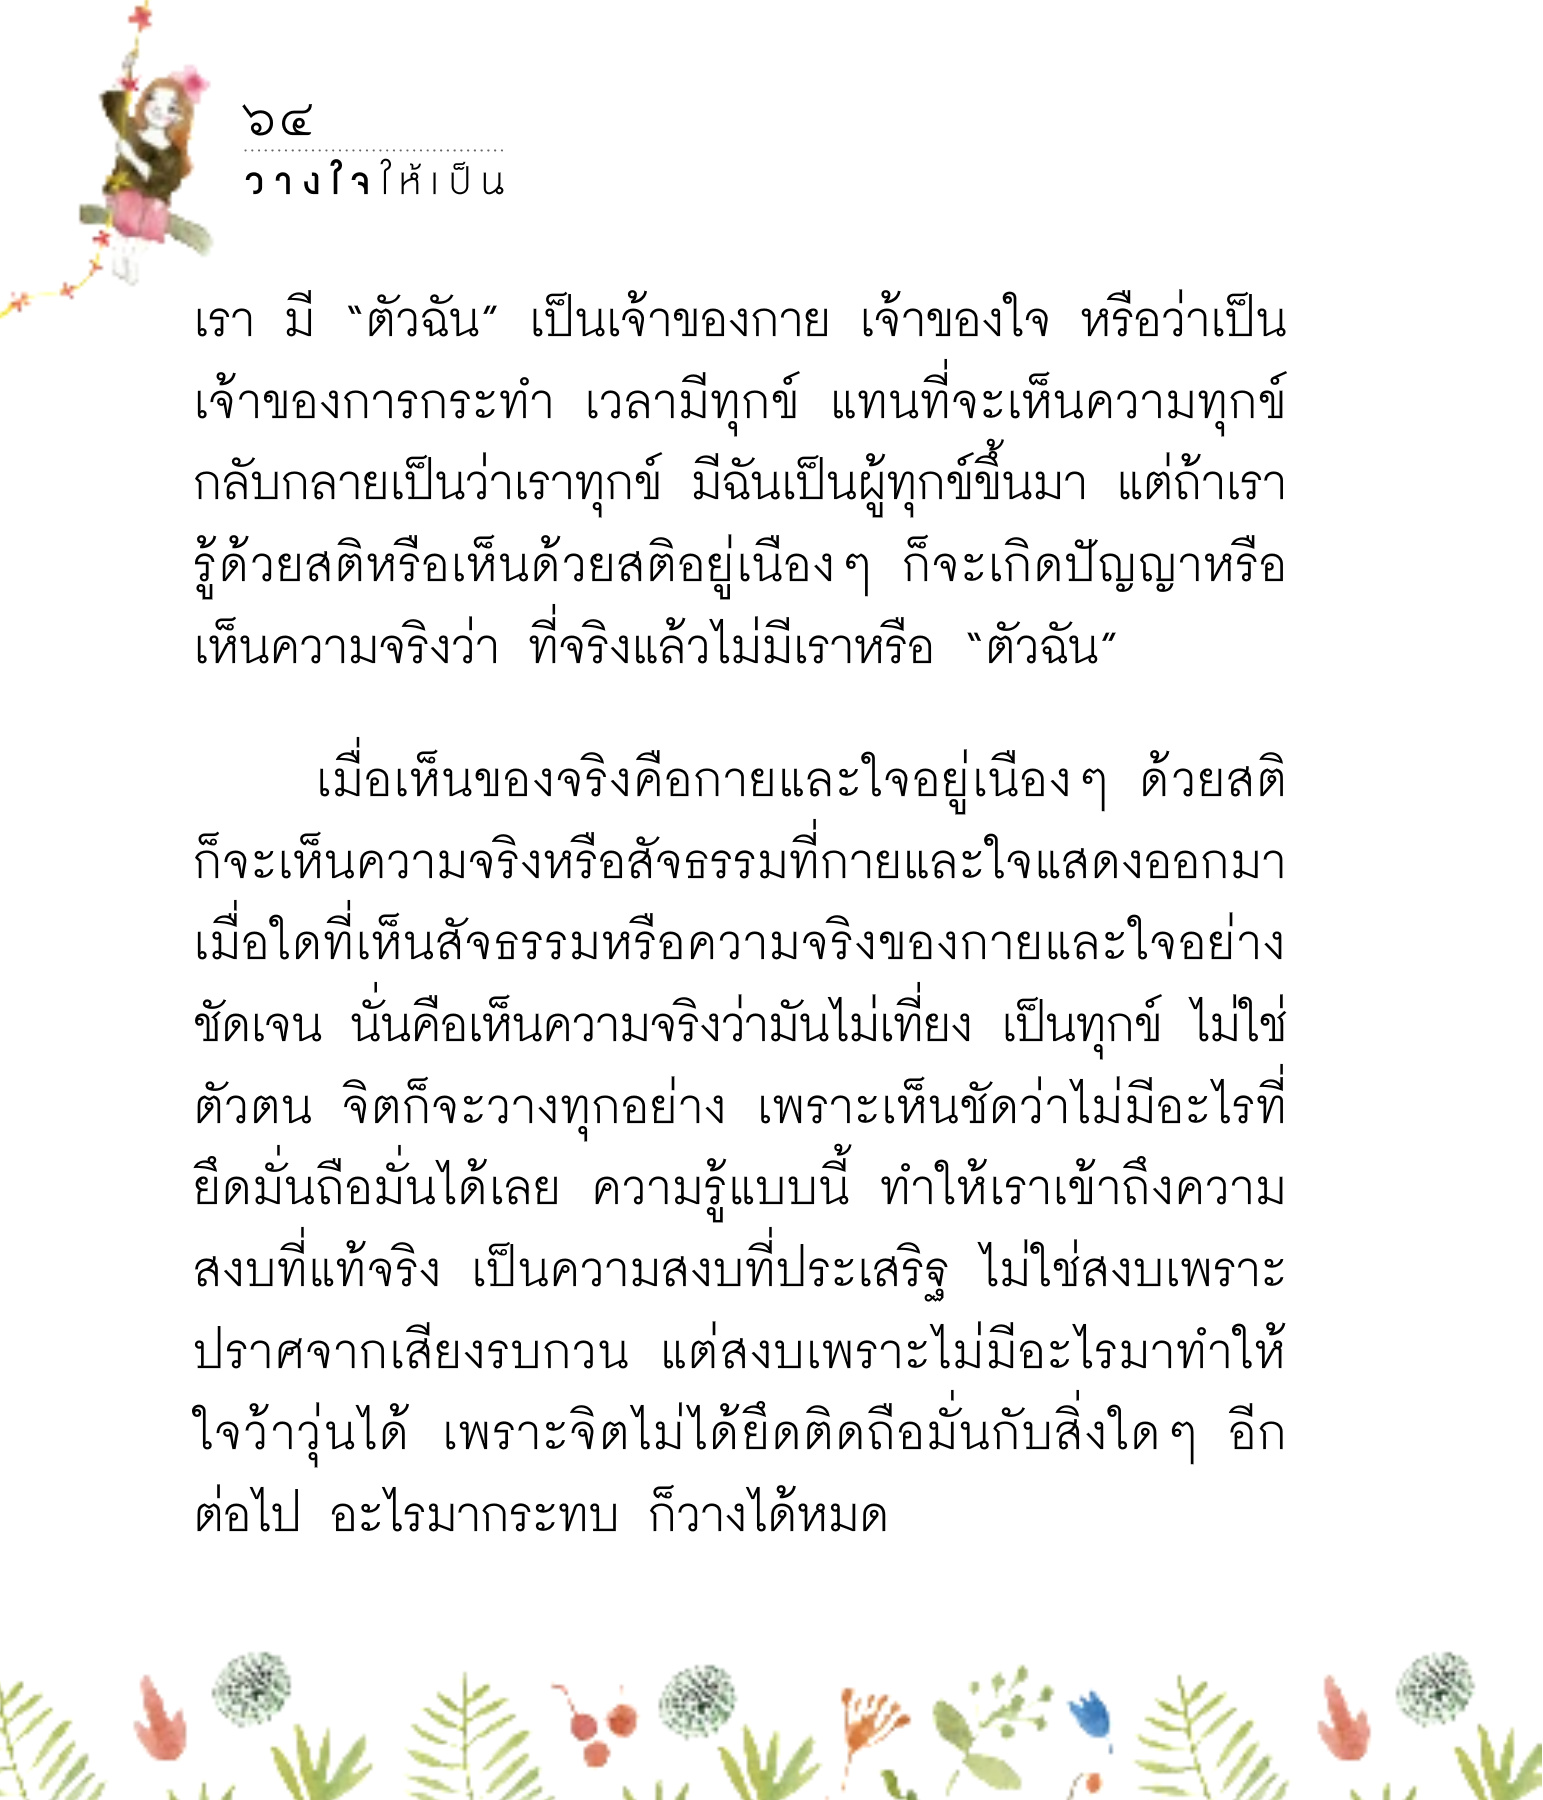 ๖๔
วางใจให้เป็น
เรา มี “ตัวฉัน” เป็นเจ้าของกาย เจ้าของใจ หรือว่าเป็น
เจ้าของการกระทำ เวลามีทุกข์ แทนที่จะเห็นความทุกข์
กลับกลายเป็นว่าเราทุกข์ มีฉันเป็นผู้ทุกข์ขึ้นมา แต่ถ้าเรา
รู้ด้วยสติหรือเห็นด้วยสติอยู่เนืองๆ ก็จะเกิดปัญญาหรือ
เห็นความจริงว่า ที่จริงแล้วไม่มีเราหรือ “ตัวฉัน”
เมื่อเห็นของจริงคือกายและใจอยู่เนืองๆ ด้วยสติ
ก็จะเห็นความจริงหรือสัจธรรมที่กายและใจแสดงออกมา
เมื่อใดที่เห็นสัจธรรมหรือความจริงของกายและใจอย่าง
ชัดเจน นั่นคือเห็นความจริงว่ามันไม่เที่ยง เป็นทุกข์ ไม่ใช่
ตัวตน จิตก็จะวางทุกอย่าง เพราะเห็นชัดว่าไม่มีอะไรที่
ยึดมั่นถือมั่นได้เลย ความรู้แบบนี้ ทำให้เราเข้าถึงความ
สงบที่แท้จริง เป็นความสงบที่ประเสริฐ ไม่ใช่สงบเพราะ
ปราศจากเสียงรบกวน แต่สงบเพราะไม่มีอะไรมาทำให้
ใจว้าวุ่นได้ เพราะจิตไม่ได้ยึดติดถือมั่นกับสิ่งใดๆ อีก
ต่อไป อะไรมากระทบ ก็วางได้หมด